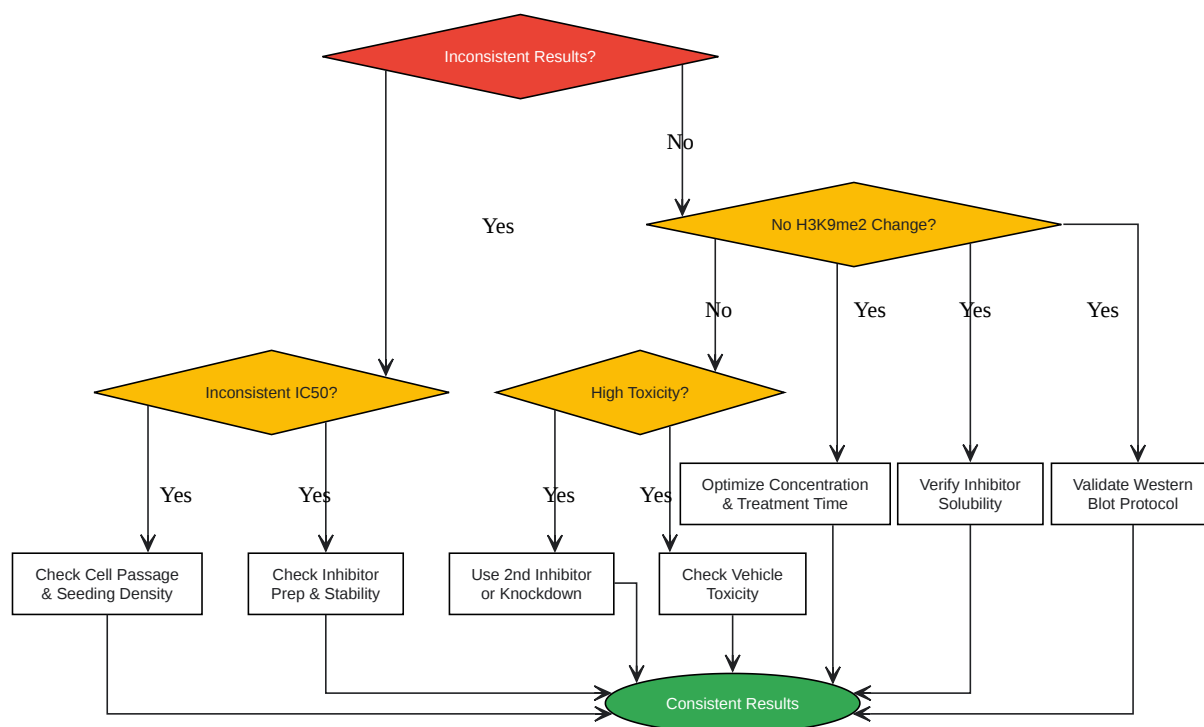 Inconsistent Results?
No
No H3K9me2 Change?
Yes
No
Yes
Yes
Yes
Inconsistent IC50?
High Toxicity?
Yes
Yes
Yes
Yes
Optimize Concentration
& Treatment Time
Verify Inhibitor
Solubility
Validate Western
Blot Protocol
Check Cell Passage
& Seeding Density
Check Inhibitor
Prep & Stability
Use 2nd Inhibitor
or Knockdown
Check Vehicle
Toxicity
Consistent Results